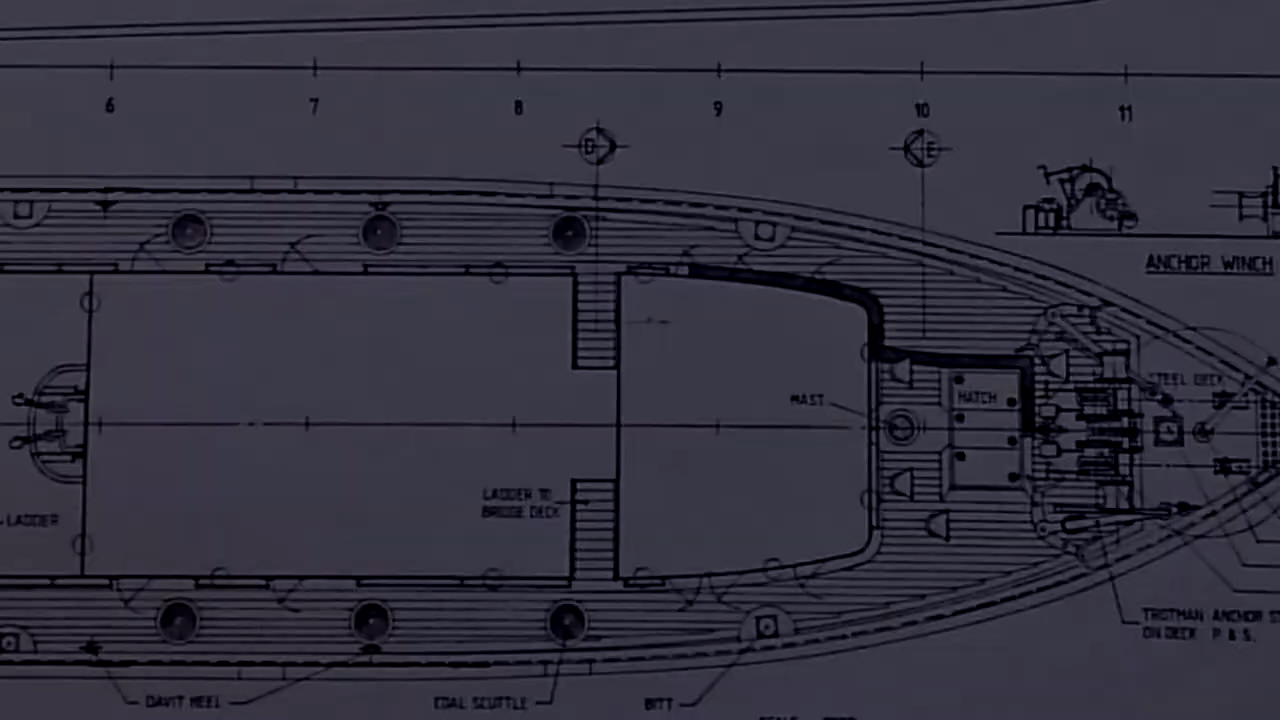 6 7 8 9 10 11
D E
ANCHOR WINCH
STEEL DECK
MAST
HATCH
LADDER TO
BRIDGE DECK
LADDER
TROTMAN ANCHOR
ON DECK P & S.
DAVIT HEEL
COAL SCUTTLE
BITT